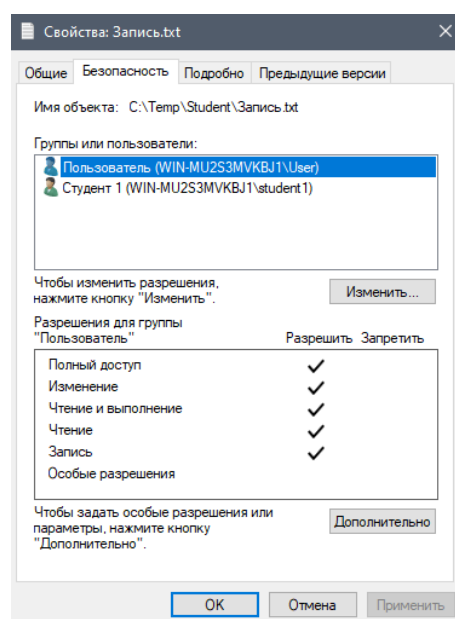 Свойства: Запись.txt
Общие Безопасность Подробно Предыдущие версии
Имя объекта: C:\Temp\Student\Запись.txt
Группы или пользователи:
Пользователь (WIN-MU2S3MVKBJ1\User)
Студент 1 (WIN-MU2S3MVKBJ1\student1)
Чтобы изменить разрешения,
нажмите кнопку "Изменить".
Изменить...
Разрешения для группы
"Пользователь"
Разрешить Запретить
Полный доступ
Изменение
Чтение и выполнение
Чтение
Запись
Особые разрешения
Чтобы задать особые разрешения или
параметры, нажмите кнопку
"Дополнительно".
Дополнительно
OK Отмена Применить